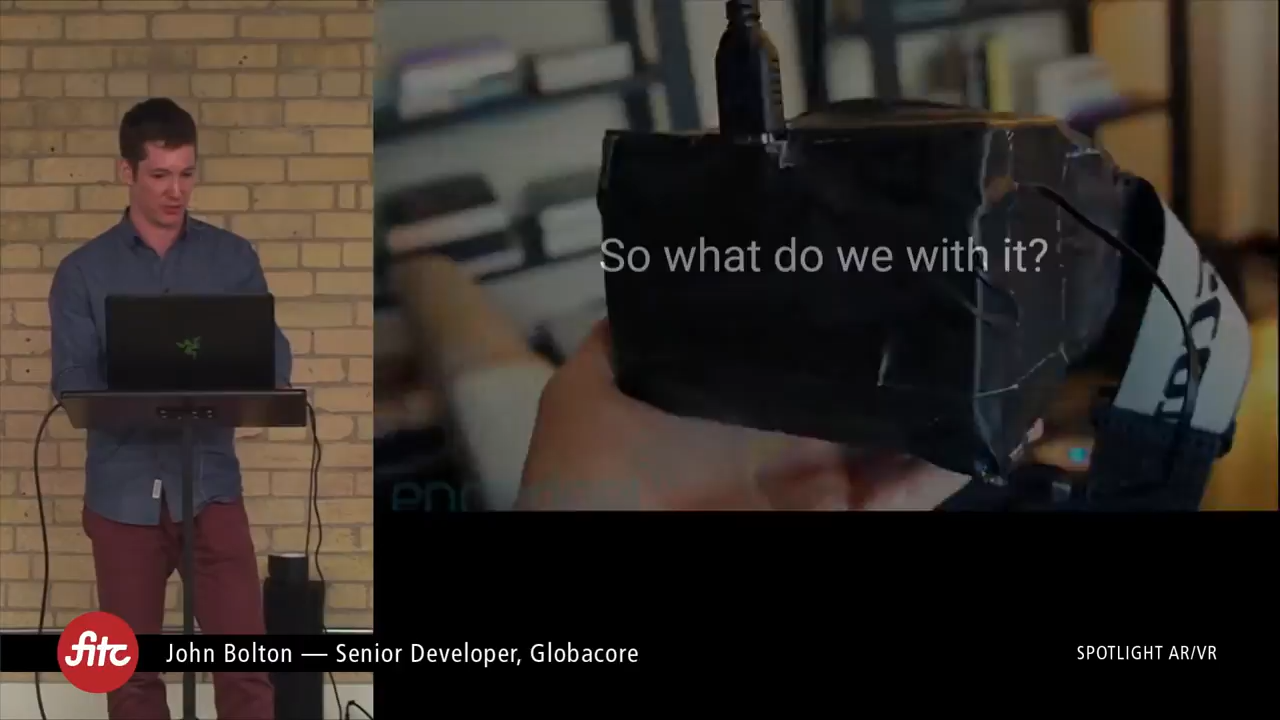 So what do we with it?
fitc
John Bolton — Senior Developer, Globacore
SPOTLIGHT AR/VR